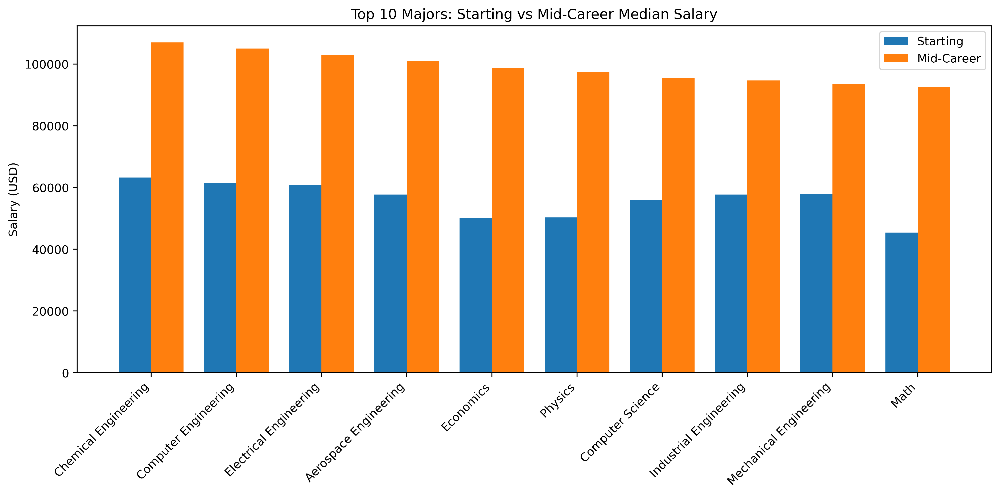 Top 10 Majors: Starting vs Mid-Career Median Salary
Starting
Mid-Career
Salary (USD)
100000
80000
60000
40000
20000
0
Chemical Engineering
Computer Engineering
Electrical Engineering
Aerospace Engineering
Economics
Physics
Computer Science
Industrial Engineering
Mechanical Engineering
Math